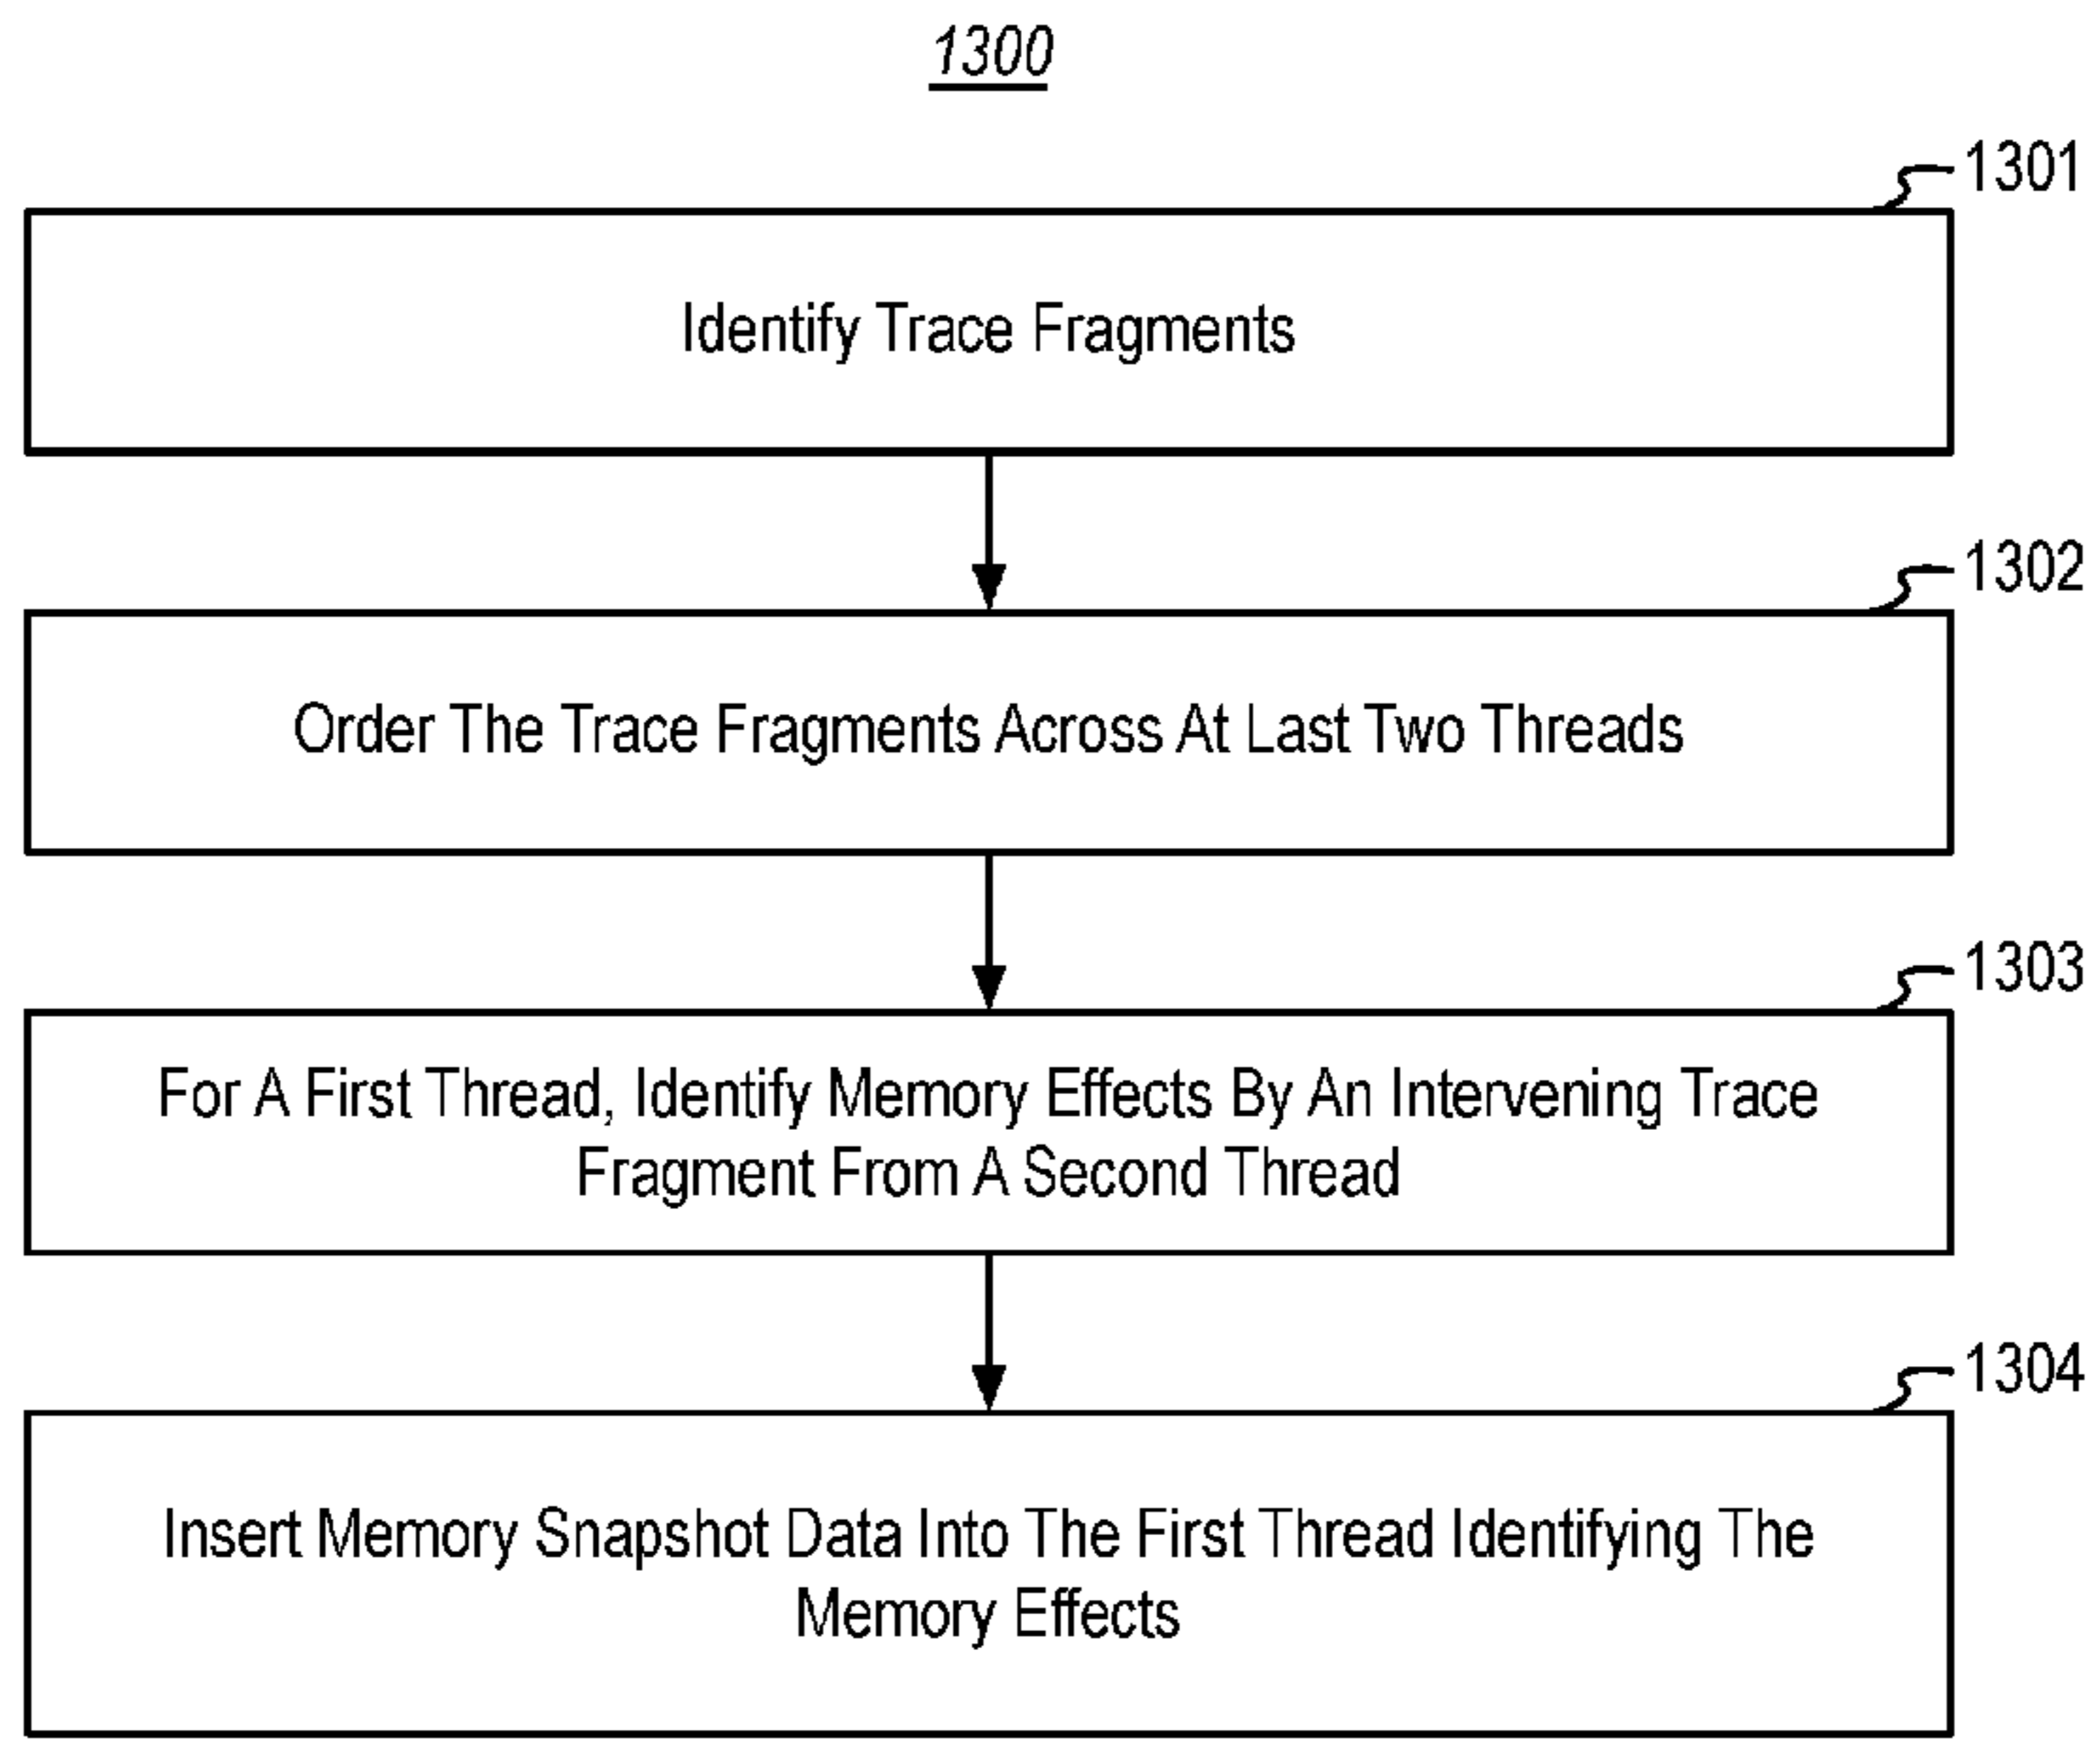 1300
1301
Identify Trace Fragments
1302
Order The Trace Fragments Across At Last Two Threads
1303
For A First Thread, Identify Memory Effects By An Intervening Trace
Fragment From A Second Thread
1304
Insert Memory Snapshot Data Into The First Thread Identifying The
Memory Effects